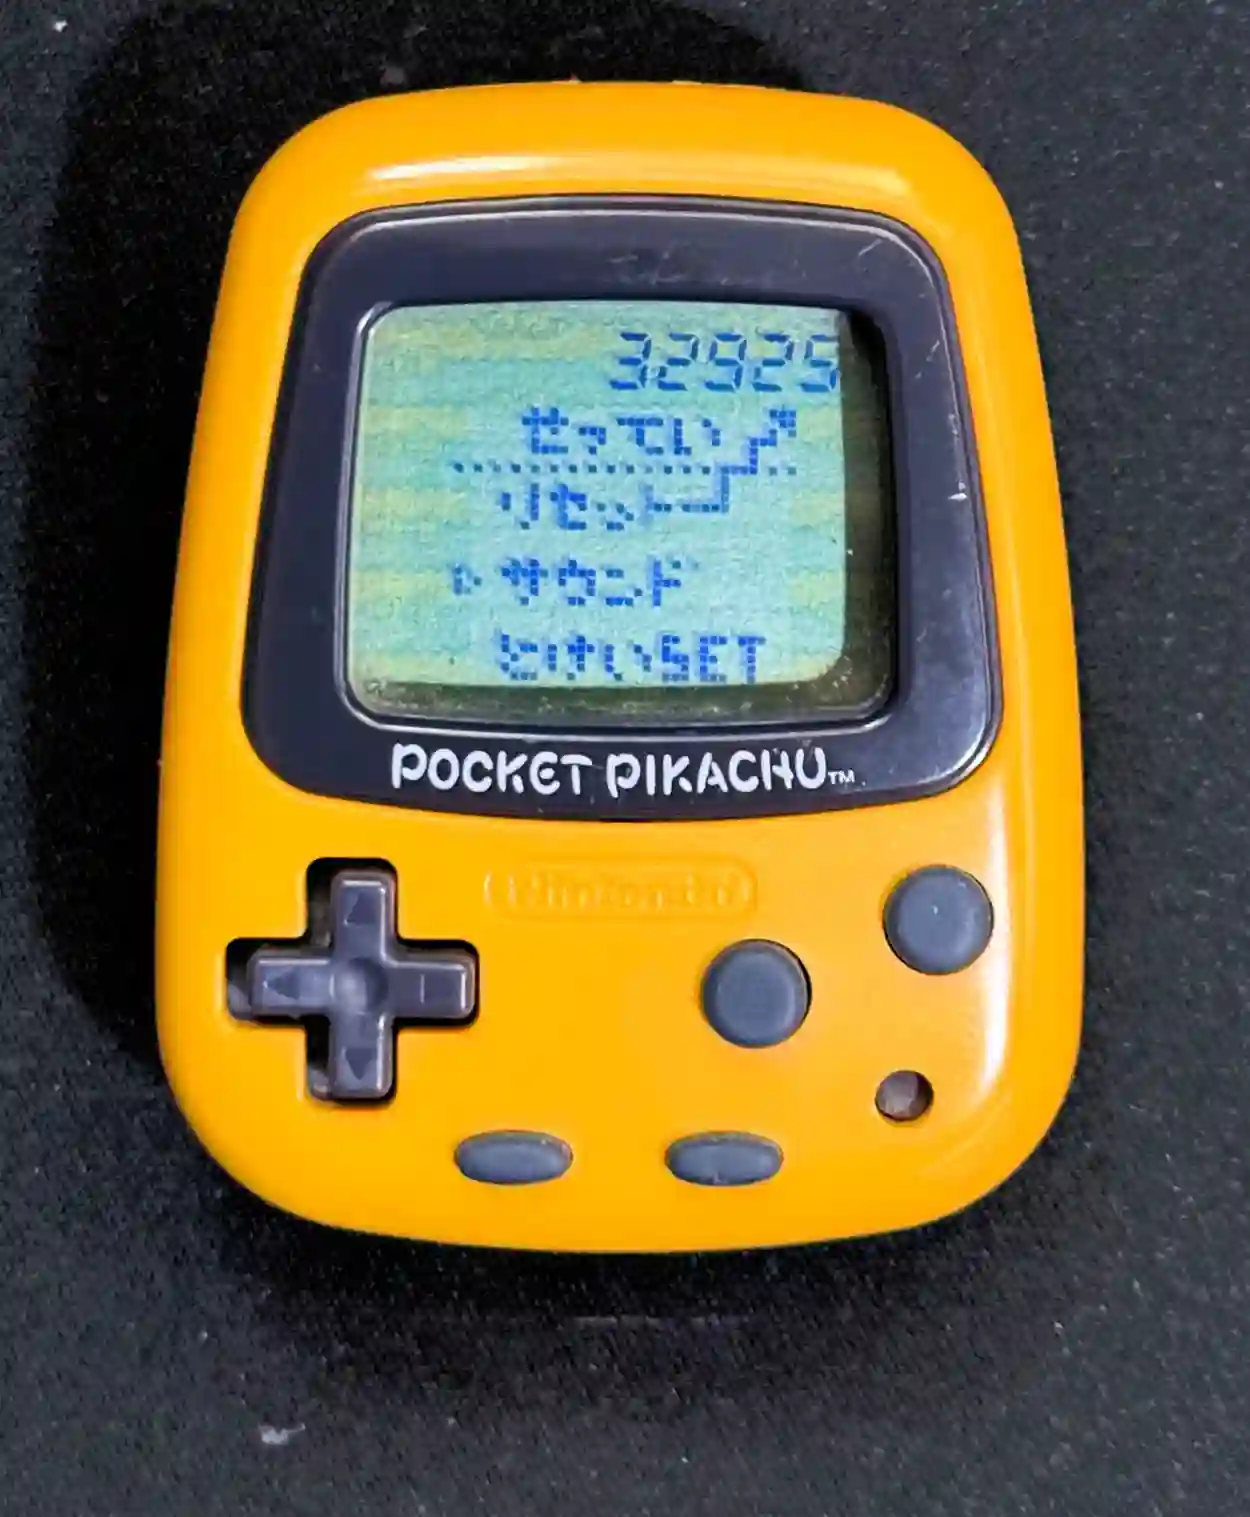 32925
せってい
リセット
▷サウンド
とけいSET
POCKET PIKACHU™
Nintendo